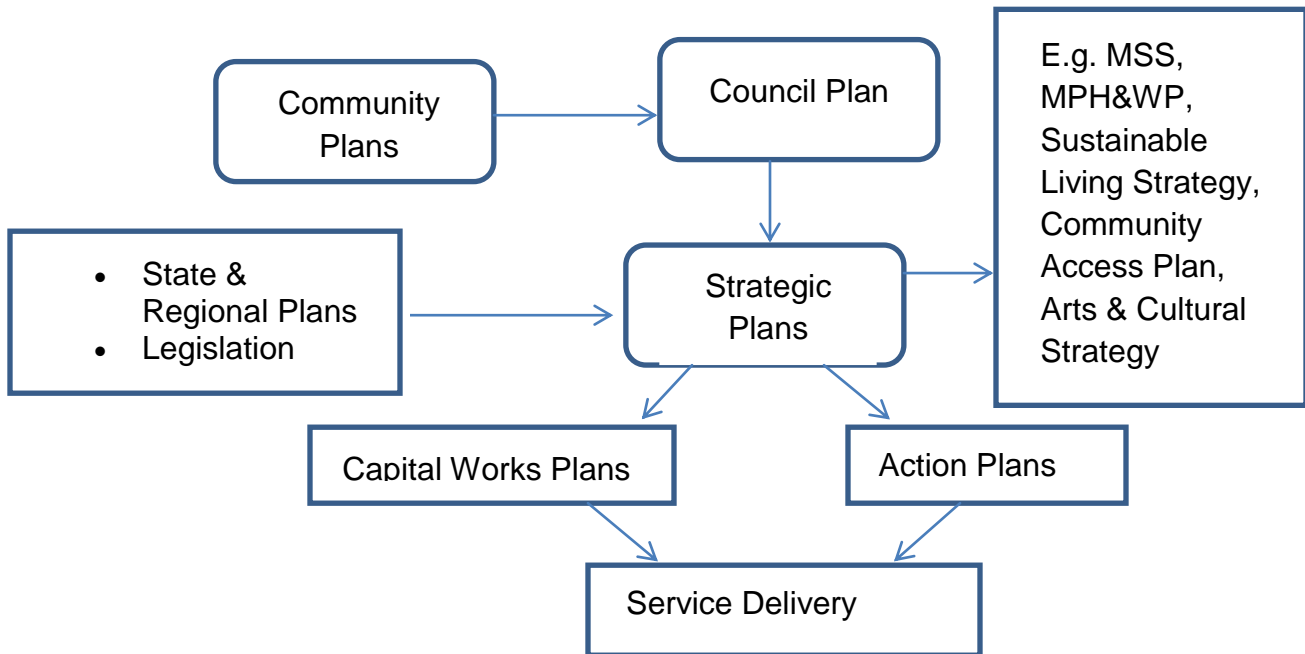 Community
Plans
Council Plan
E.g. MSS,
MPH&WP,
Sustainable
Living Strategy,
Community
Access Plan,
Arts & Cultural
Strategy
• State &
Regional Plans
• Legislation
Strategic
Plans
Capital Works Plans
Action Plans
Service Delivery